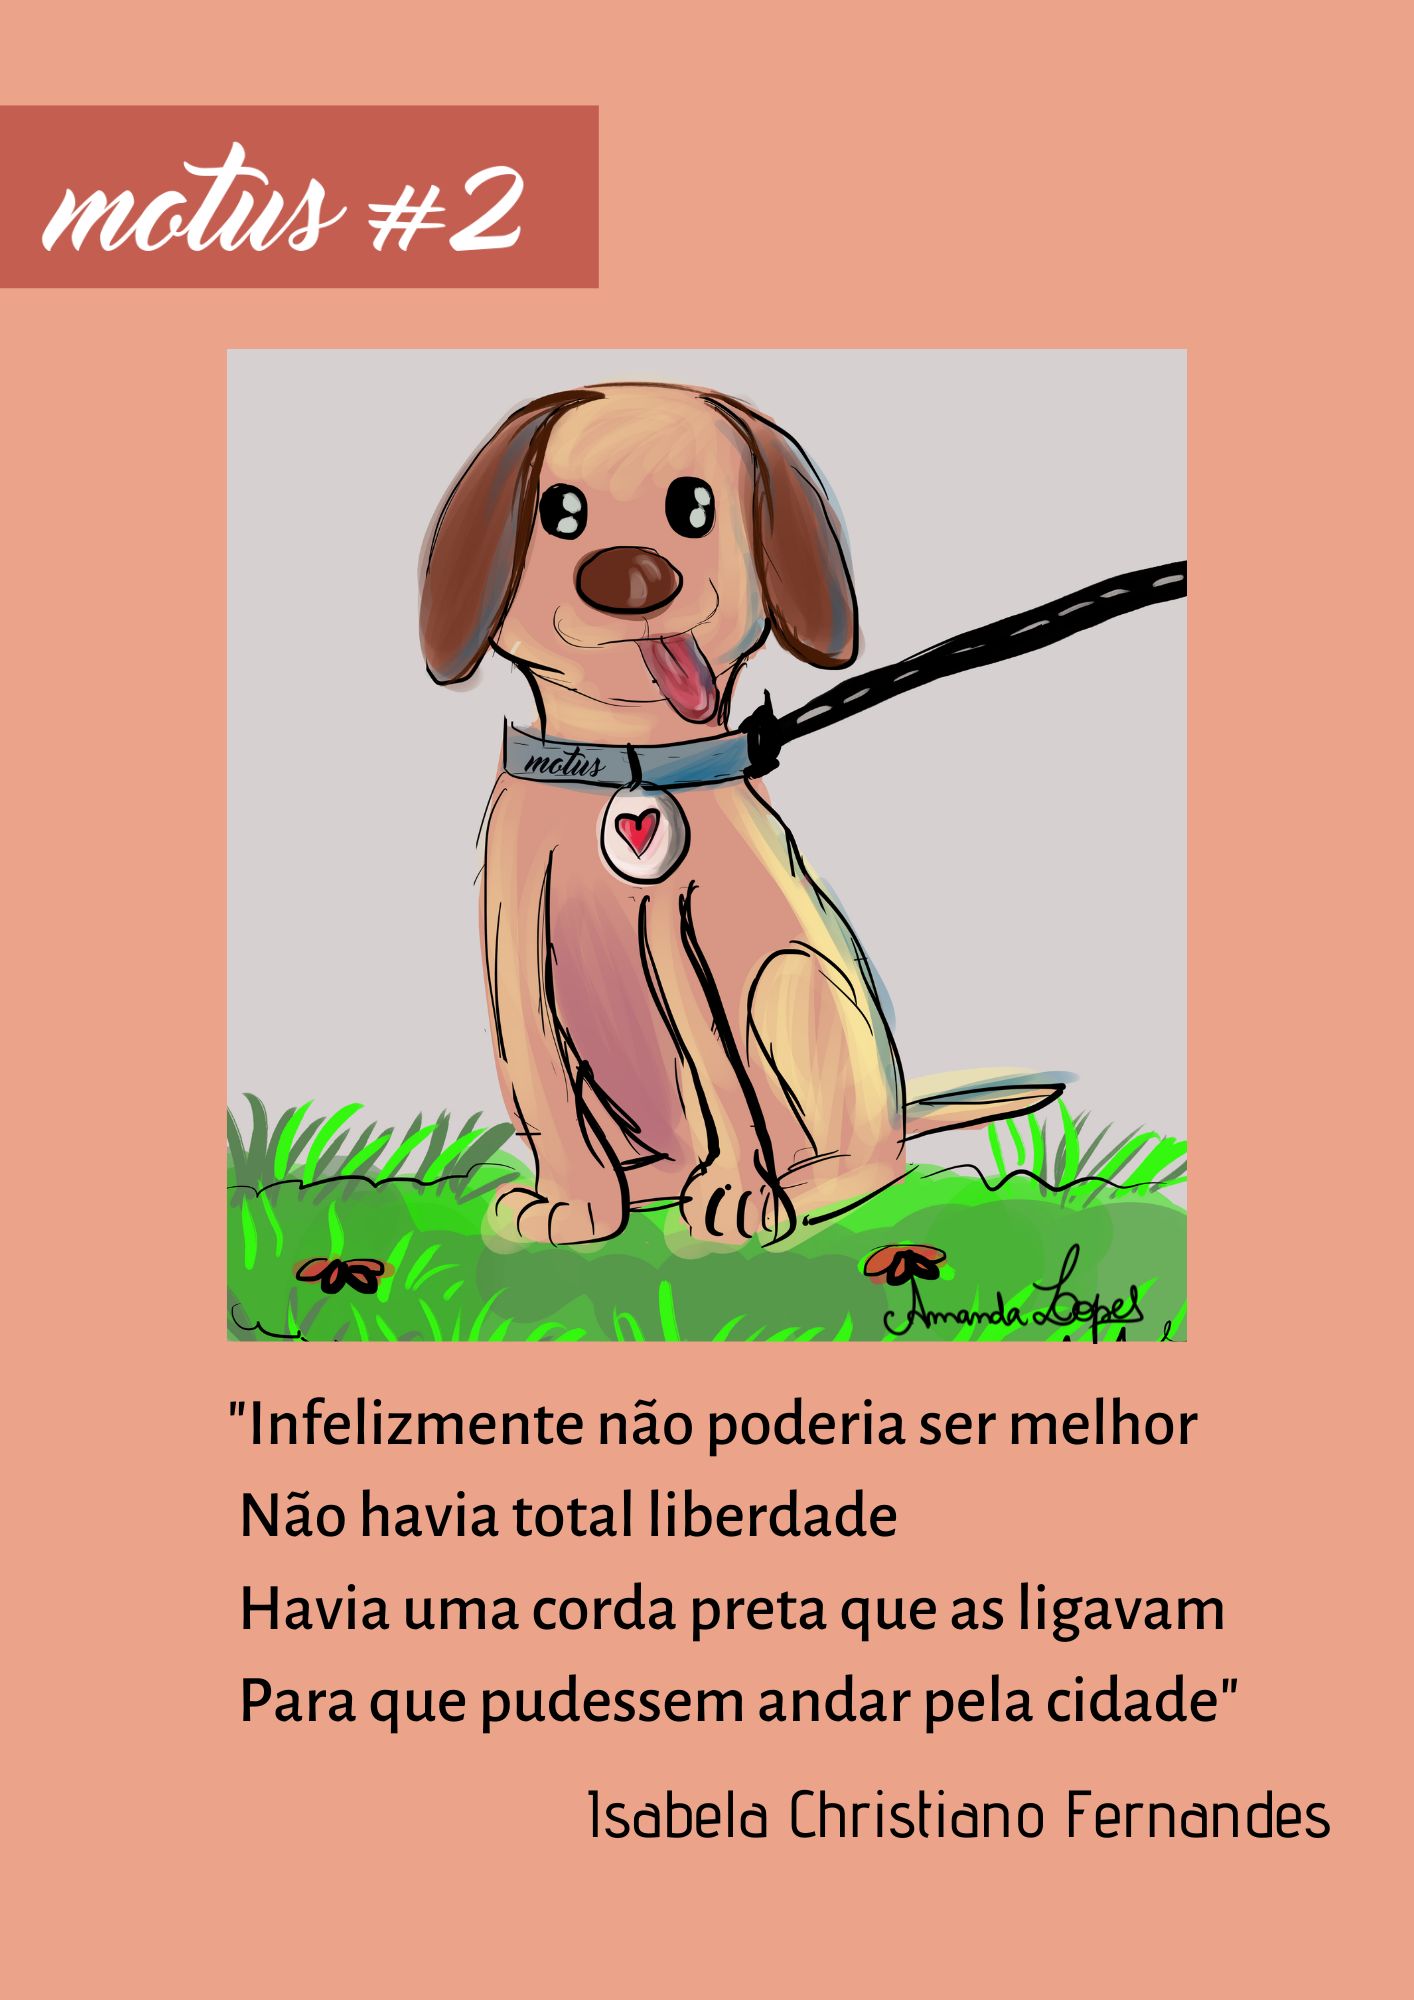 motus #2
motus
Amanda Lopes
"Infelizmente não poderia ser melhor
Não havia total liberdade
Havia uma corda preta que as ligavam
Para que pudessem andar pela cidade"
Isabela Christiano Fernandes